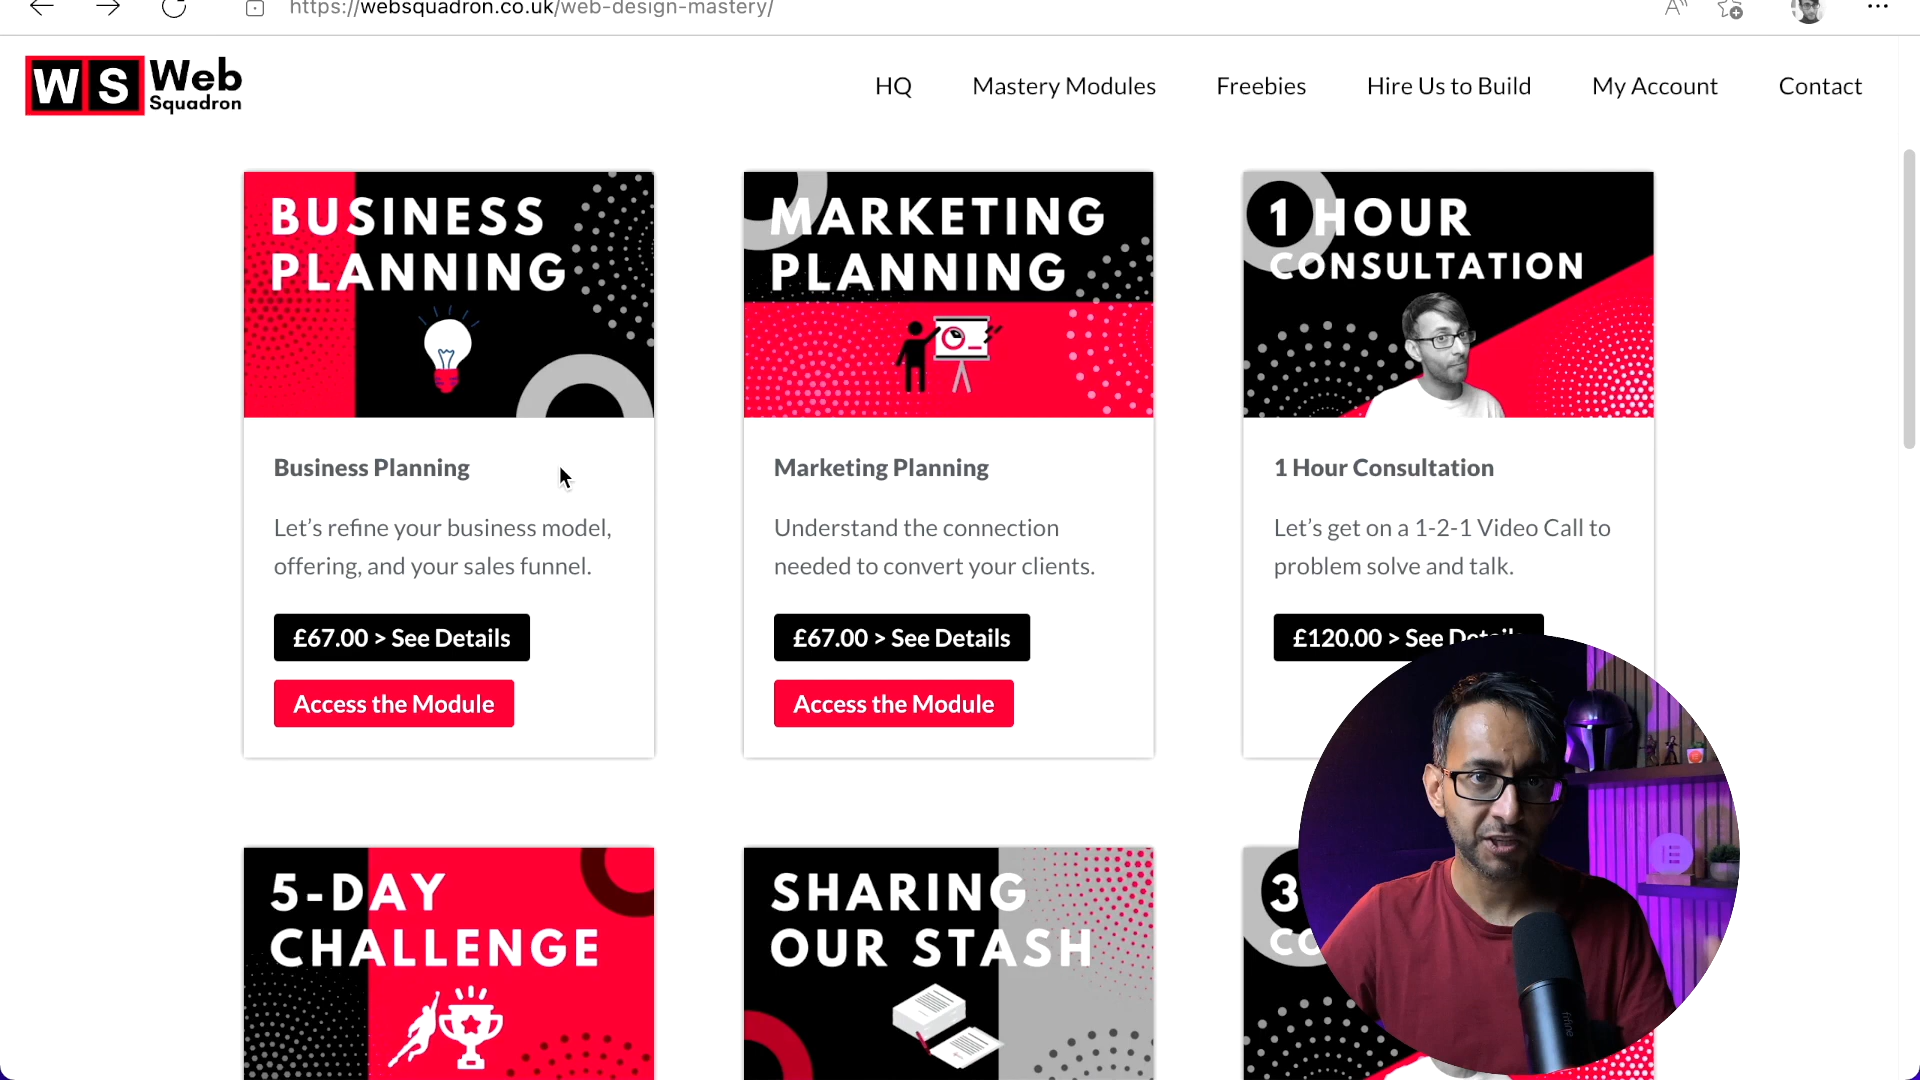 https://websquadron.co.uk/web-design-mastery/
WS Web
Squadron
HQ
Mastery Modules
Freebies
Hire Us to Build
My Account
Contact
BUSINESS
PLANNING
Business Planning
Let’s refine your business model,
offering, and your sales funnel.
£67.00 > See Details
Access the Module
MARKETING
PLANNING
Marketing Planning
Understand the connection
needed to convert your clients.
£67.00 > See Details
Access the Module
1 HOUR
CONSULTATION
1 Hour Consultation
Let’s get on a 1-2-1 Video Call to
problem solve and talk.
£120.00 > See Details
5-DAY
CHALLENGE
SHARING
OUR STASH
3
CO
fifine